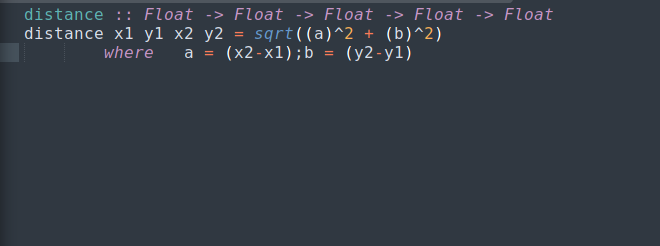 distance :: Float -> Float -> Float -> Float -> Float
distance x1 y1 x2 y2 = sqrt((a)^2 + (b)^2)
where a = (x2-x1);b = (y2-y1)